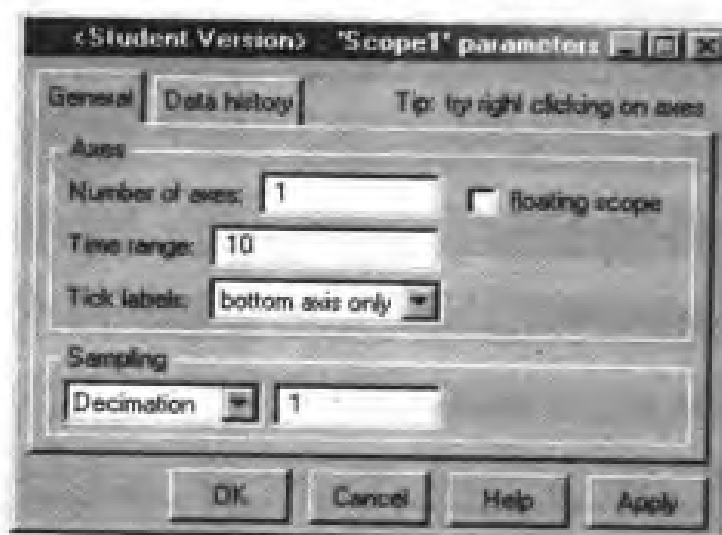 <Student Version> 'Scope1' parameters
General Data history Tip: try right clicking on axes
Axes
Number of axes: 1 floating scope
Time range: 10
Tick labels: bottom axis only
Sampling
Decimation 1
OK Cancel Help Apply